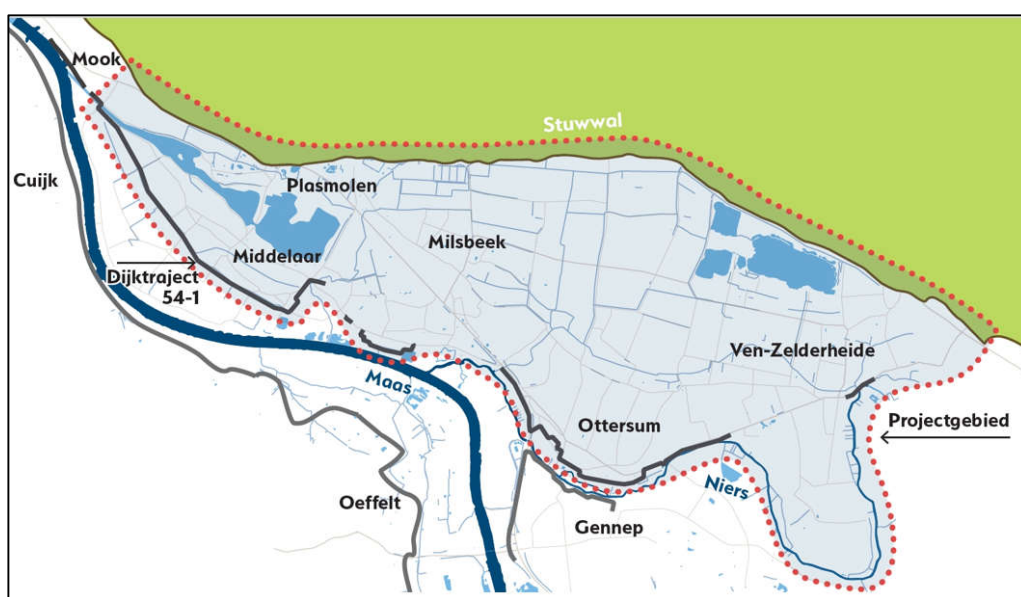 Mook
Stuwwal
Cuijk
Plasmolen
Milsbeek
Middelaar
Dijktraject
54-1
Ven-Zelderheide
Maas
Ottersum
Projectgebied
Niers
Oeffelt
Gennep